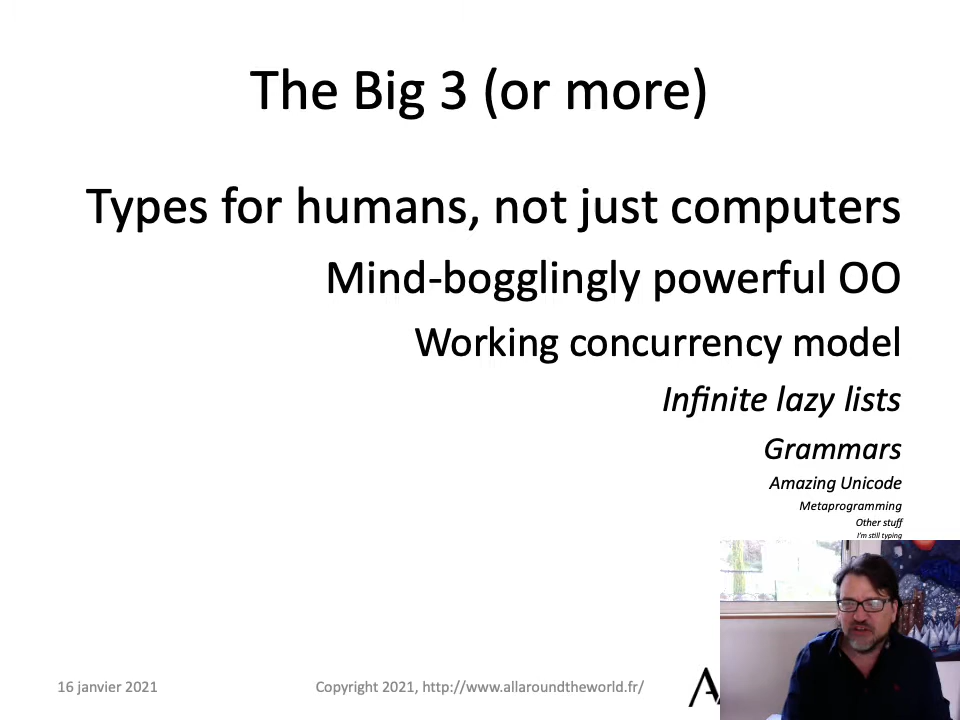 The Big 3 (or more)
Types for humans, not just computers
Mind-bogglingly powerful OO
Working concurrency model
Infinite lazy lists
Grammars
Amazing Unicode
Metaprogramming
Other stuff
I'm still typing
16 janvier 2021
Copyright 2021, http://www.allaroundtheworld.fr/